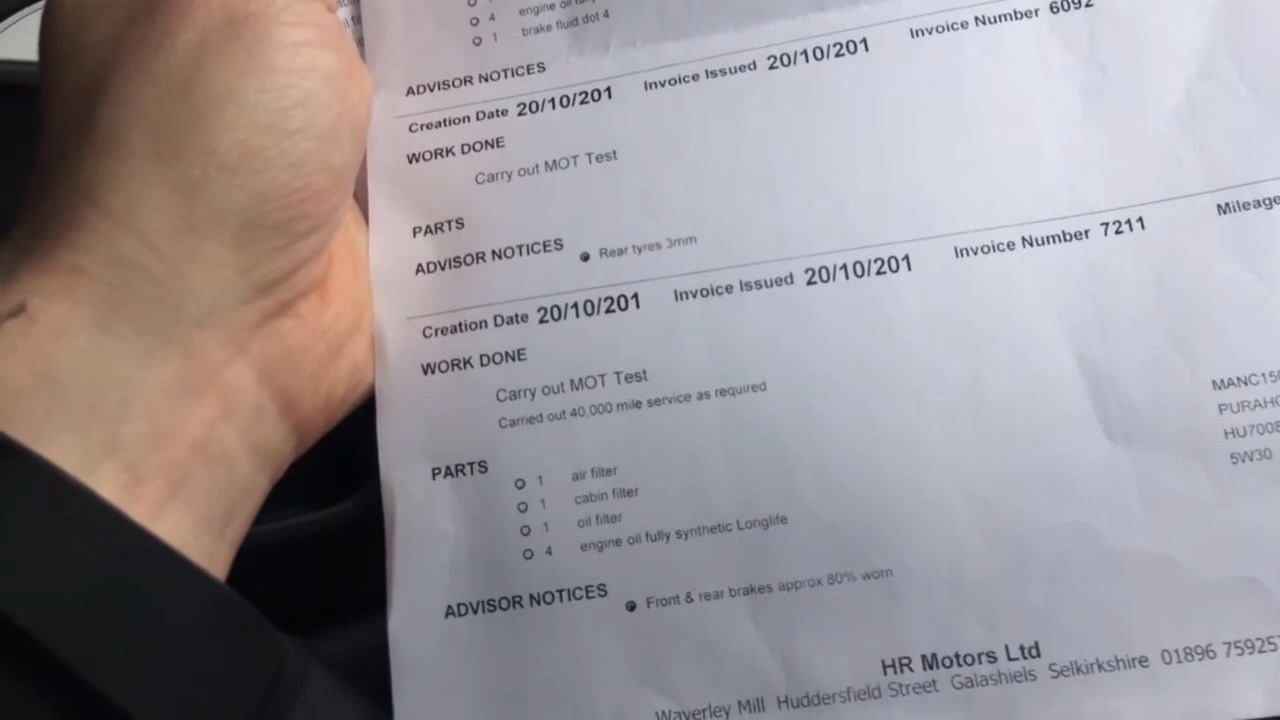 4 engine oil
1 brake fluid dot 4
ADVISOR NOTICES
Creation Date 20/10/201 Invoice Issued 20/10/201 Invoice Number 6092
WORK DONE
Carry out MOT Test
PARTS
ADVISOR NOTICES Rear tyres 3mm
Creation Date 20/10/201 Invoice Issued 20/10/201 Invoice Number 7211 Mileage
WORK DONE
Carry out MOT Test
Carried out 40,000 mile service as required
PARTS
1 air filter MANC15
1 cabin filter PURAH
1 oil filter HU7008
4 engine oil fully synthetic Longlife 5W30
ADVISOR NOTICES Front & rear brakes approx 80% worn
HR Motors Ltd
Waverley Mill Huddersfield Street Galashiels Selkirkshire 01896 75925